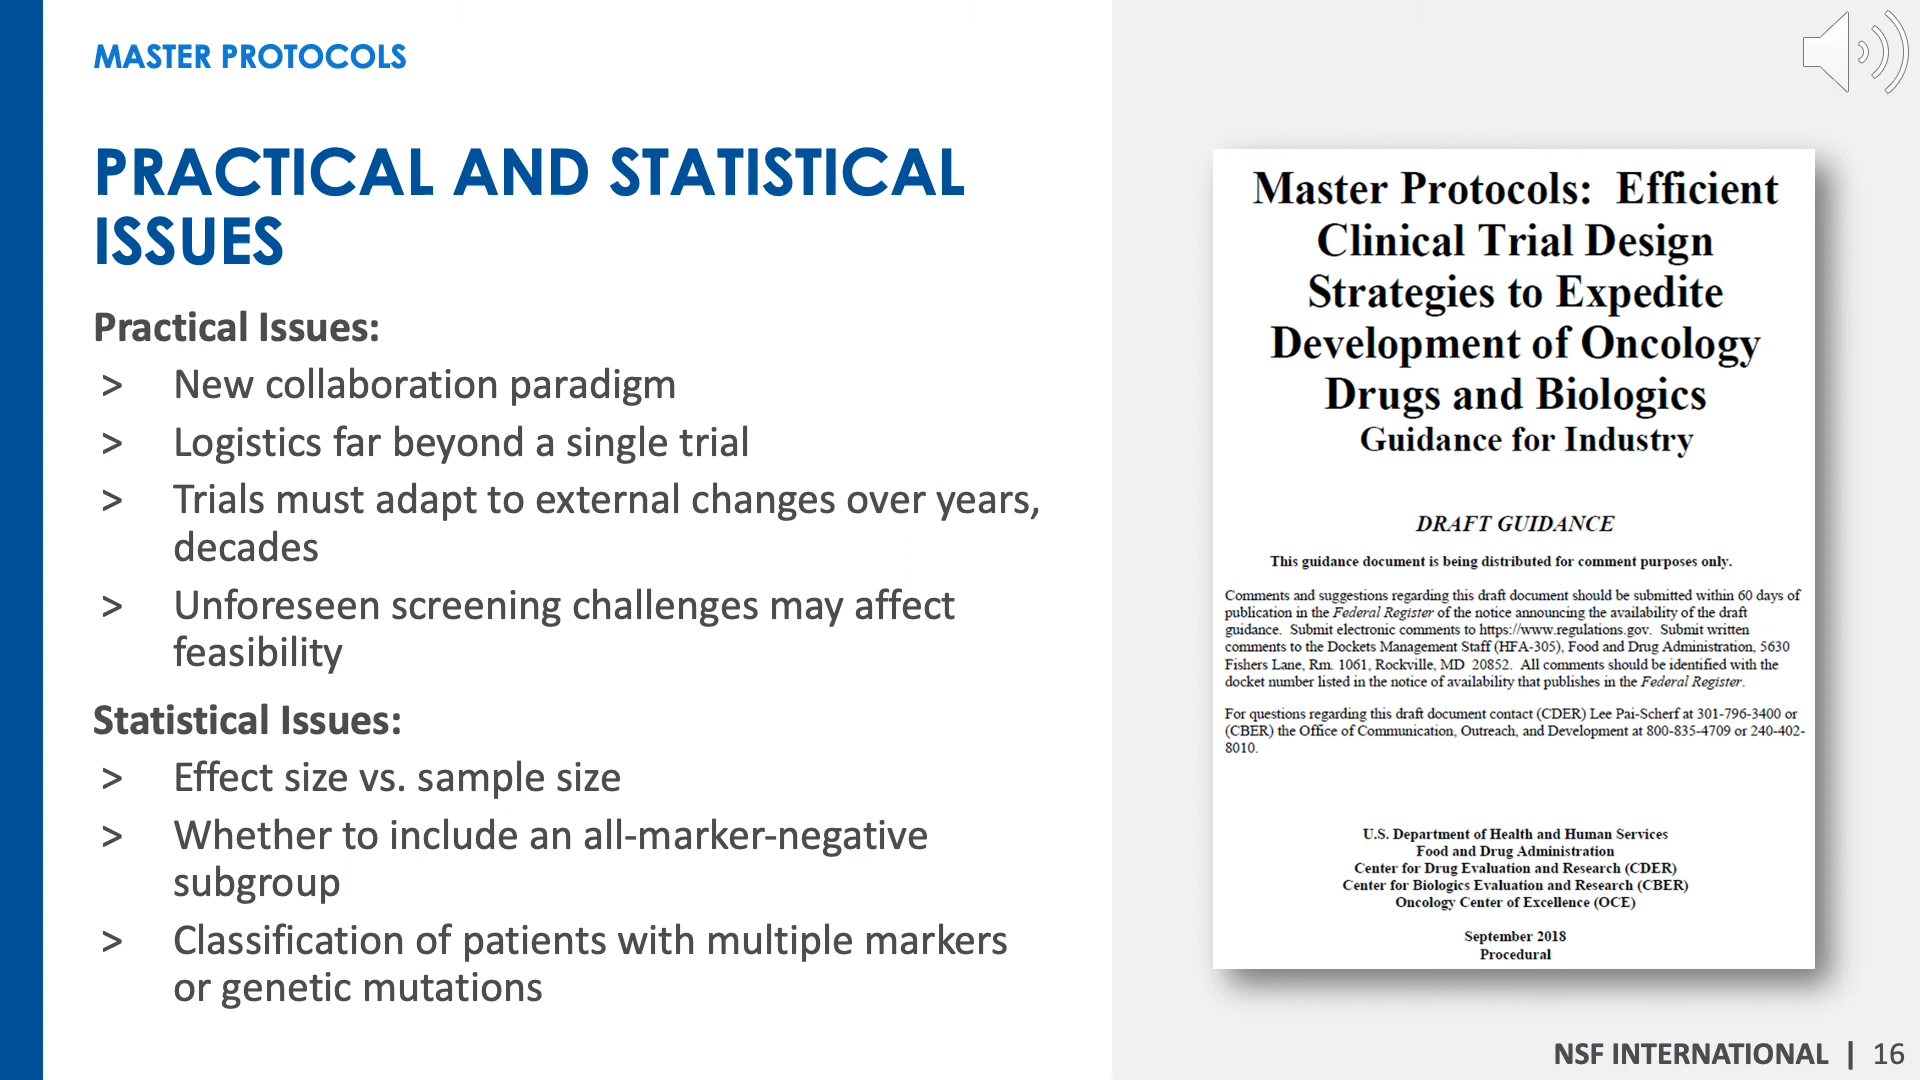 MASTER PROTOCOLS
PRACTICAL AND STATISTICAL
ISSUES
Practical Issues:
> New collaboration paradigm
> Logistics far beyond a single trial
> Trials must adapt to external changes over years,
decades
> Unforeseen screening challenges may affect
feasibility
Statistical Issues:
> Effect size vs. sample size
> Whether to include an all-marker-negative
subgroup
> Classification of patients with multiple markers
or genetic mutations
Master Protocols: Efficient
Clinical Trial Design
Strategies to Expedite
Development of Oncology
Drugs and Biologics
Guidance for Industry
DRAFT GUIDANCE
This guidance document is being distributed for comment purposes only.
Comments and suggestions regarding this draft document should be submitted within 60 days of
publication in the Federal Register of the notice announcing the availability of the draft
guidance. Submit electronic comments to https://www.regulations.gov. Submit written
comments to the Dockets Management Staff (HFA-305), Food and Drug Administration, 5630
Fishers Lane, Rm. 1061, Rockville, MD 20852. All comments should be identified with the
docket number listed in the notice of availability that publishes in the Federal Register.
For questions regarding this draft document contact (CDER) Lee Pai-Scherf at 301-796-3400 or
(CBER) the Office of Communication, Outreach, and Development at 800-835-4709 or 240-402-
8010.
U.S. Department of Health and Human Services
Food and Drug Administration
Center for Drug Evaluation and Research (CDER)
Center for Biologics Evaluation and Research (CBER)
Oncology Center of Excellence (OCE)
September 2018
Procedural
NSF INTERNATIONAL | 16